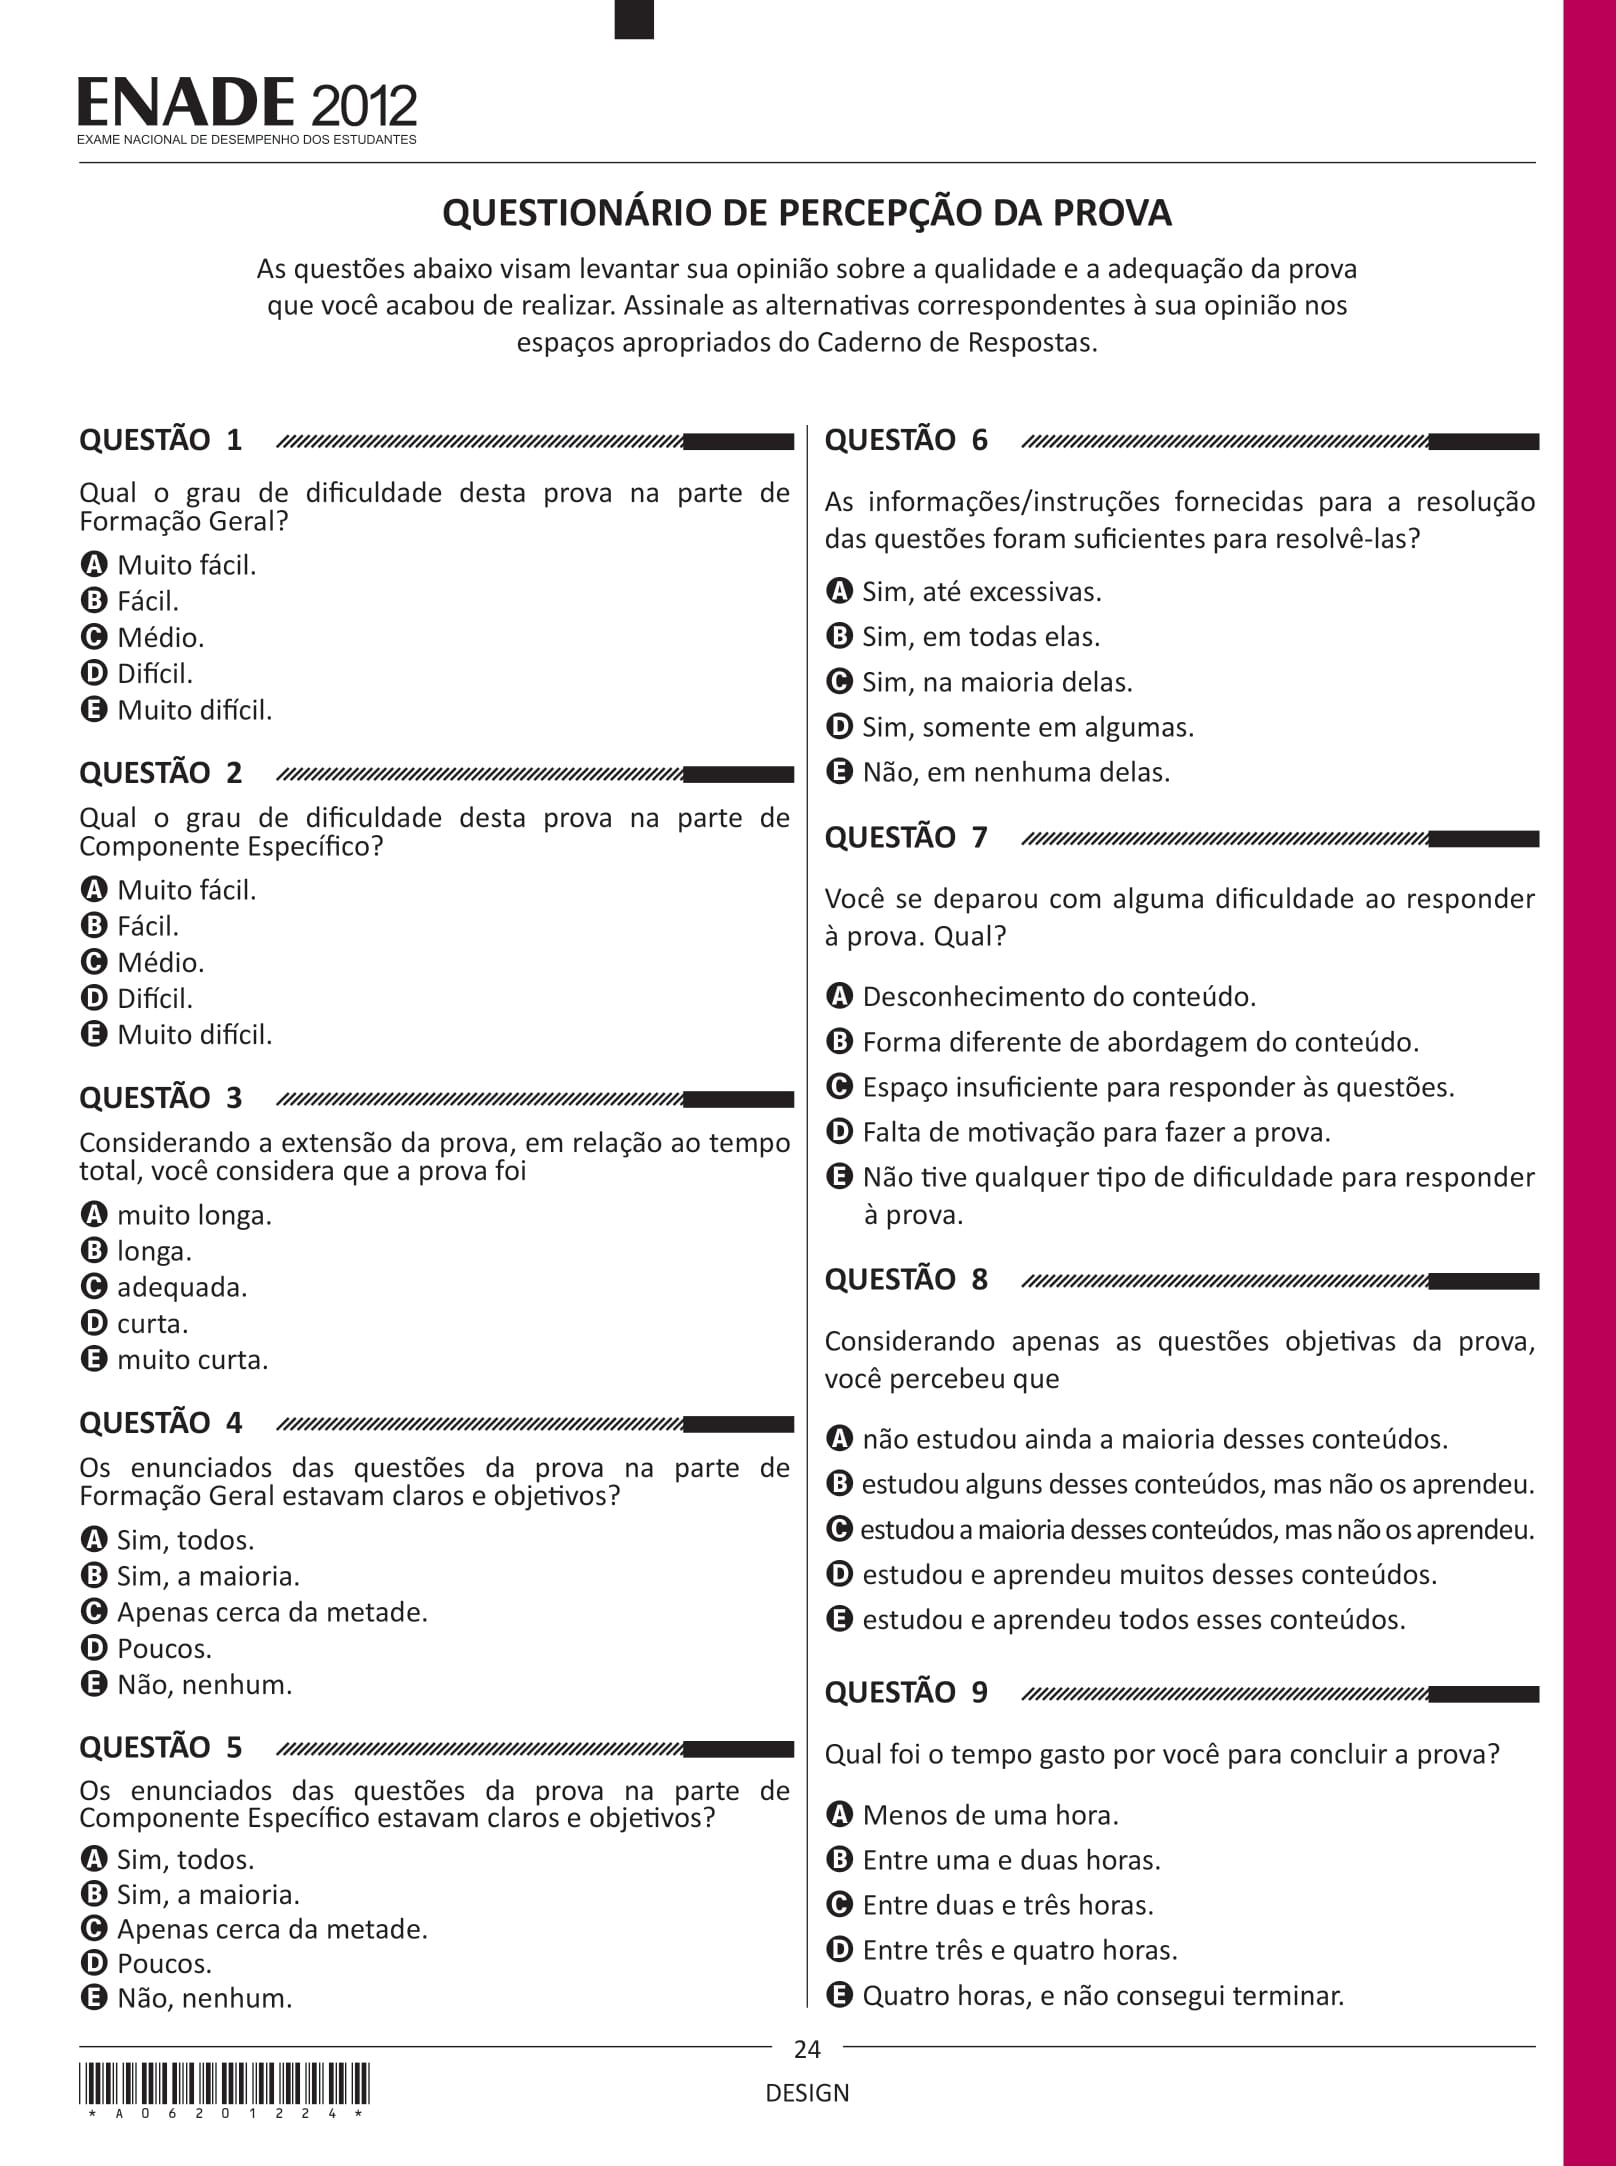 ENADE 2012
EXAME NACIONAL DE DESEMPENHO DOS ESTUDANTES
QUESTIONÁRIO DE PERCEPÇÃO DA PROVA
As questões abaixo visam levantar sua opinião sobre a qualidade e a adequação da prova
que você acabou de realizar. Assinale as alternativas correspondentes à sua opinião nos
espaços apropriados do Caderno de Respostas.
QUESTÃO 1
Qual o grau de dificuldade desta prova na parte de
Formação Geral?
A Muito fácil.
B Fácil.
C Médio.
D Difícil.
E Muito difícil.
QUESTÃO 2
Qual o grau de dificuldade desta prova na parte de
Componente Específico?
A Muito fácil.
B Fácil.
C Médio.
D Difícil.
E Muito difícil.
QUESTÃO 3
Considerando a extensão da prova, em relação ao tempo
total, você considera que a prova foi
A muito longa.
B longa.
C adequada.
D curta.
E muito curta.
QUESTÃO 4
Os enunciados das questões da prova na parte de
Formação Geral estavam claros e objetivos?
A Sim, todos.
B Sim, a maioria.
C Apenas cerca da metade.
D Poucos.
E Não, nenhum.
QUESTÃO 5
Os enunciados das questões da prova na parte de
Componente Específico estavam claros e objetivos?
A Sim, todos.
B Sim, a maioria.
C Apenas cerca da metade.
D Poucos.
E Não, nenhum.
QUESTÃO 6
As informações/instruções fornecidas para a resolução
das questões foram suficientes para resolvê-las?
A Sim, até excessivas.
B Sim, em todas elas.
C Sim, na maioria delas.
D Sim, somente em algumas.
E Não, em nenhuma delas.
QUESTÃO 7
Você se deparou com alguma dificuldade ao responder
à prova. Qual?
A Desconhecimento do conteúdo.
B Forma diferente de abordagem do conteúdo.
C Espaço insuficiente para responder às questões.
D Falta de motivação para fazer a prova.
E Não tive qualquer tipo de dificuldade para responder
à prova.
QUESTÃO 8
Considerando apenas as questões objetivas da prova,
você percebeu que
A não estudou ainda a maioria desses conteúdos.
B estudou alguns desses conteúdos, mas não os aprendeu.
C estudou a maioria desses conteúdos, mas não os aprendeu.
D estudou e aprendeu muitos desses conteúdos.
E estudou e aprendeu todos esses conteúdos.
QUESTÃO 9
Qual foi o tempo gasto por você para concluir a prova?
A Menos de uma hora.
B Entre uma e duas horas.
C Entre duas e três horas.
D Entre três e quatro horas.
E Quatro horas, e não consegui terminar.
24
DESIGN
*A06201224*